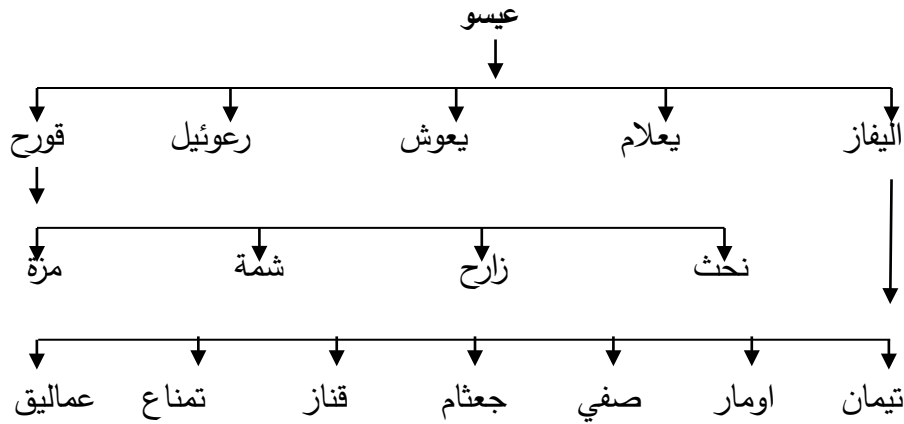 عيسو
اليفاز يعلام يعوش رعوئيل قورح
نحث زارح شمة مزة
تيمان اومار صفي جعثام قناز تمناع عماليق